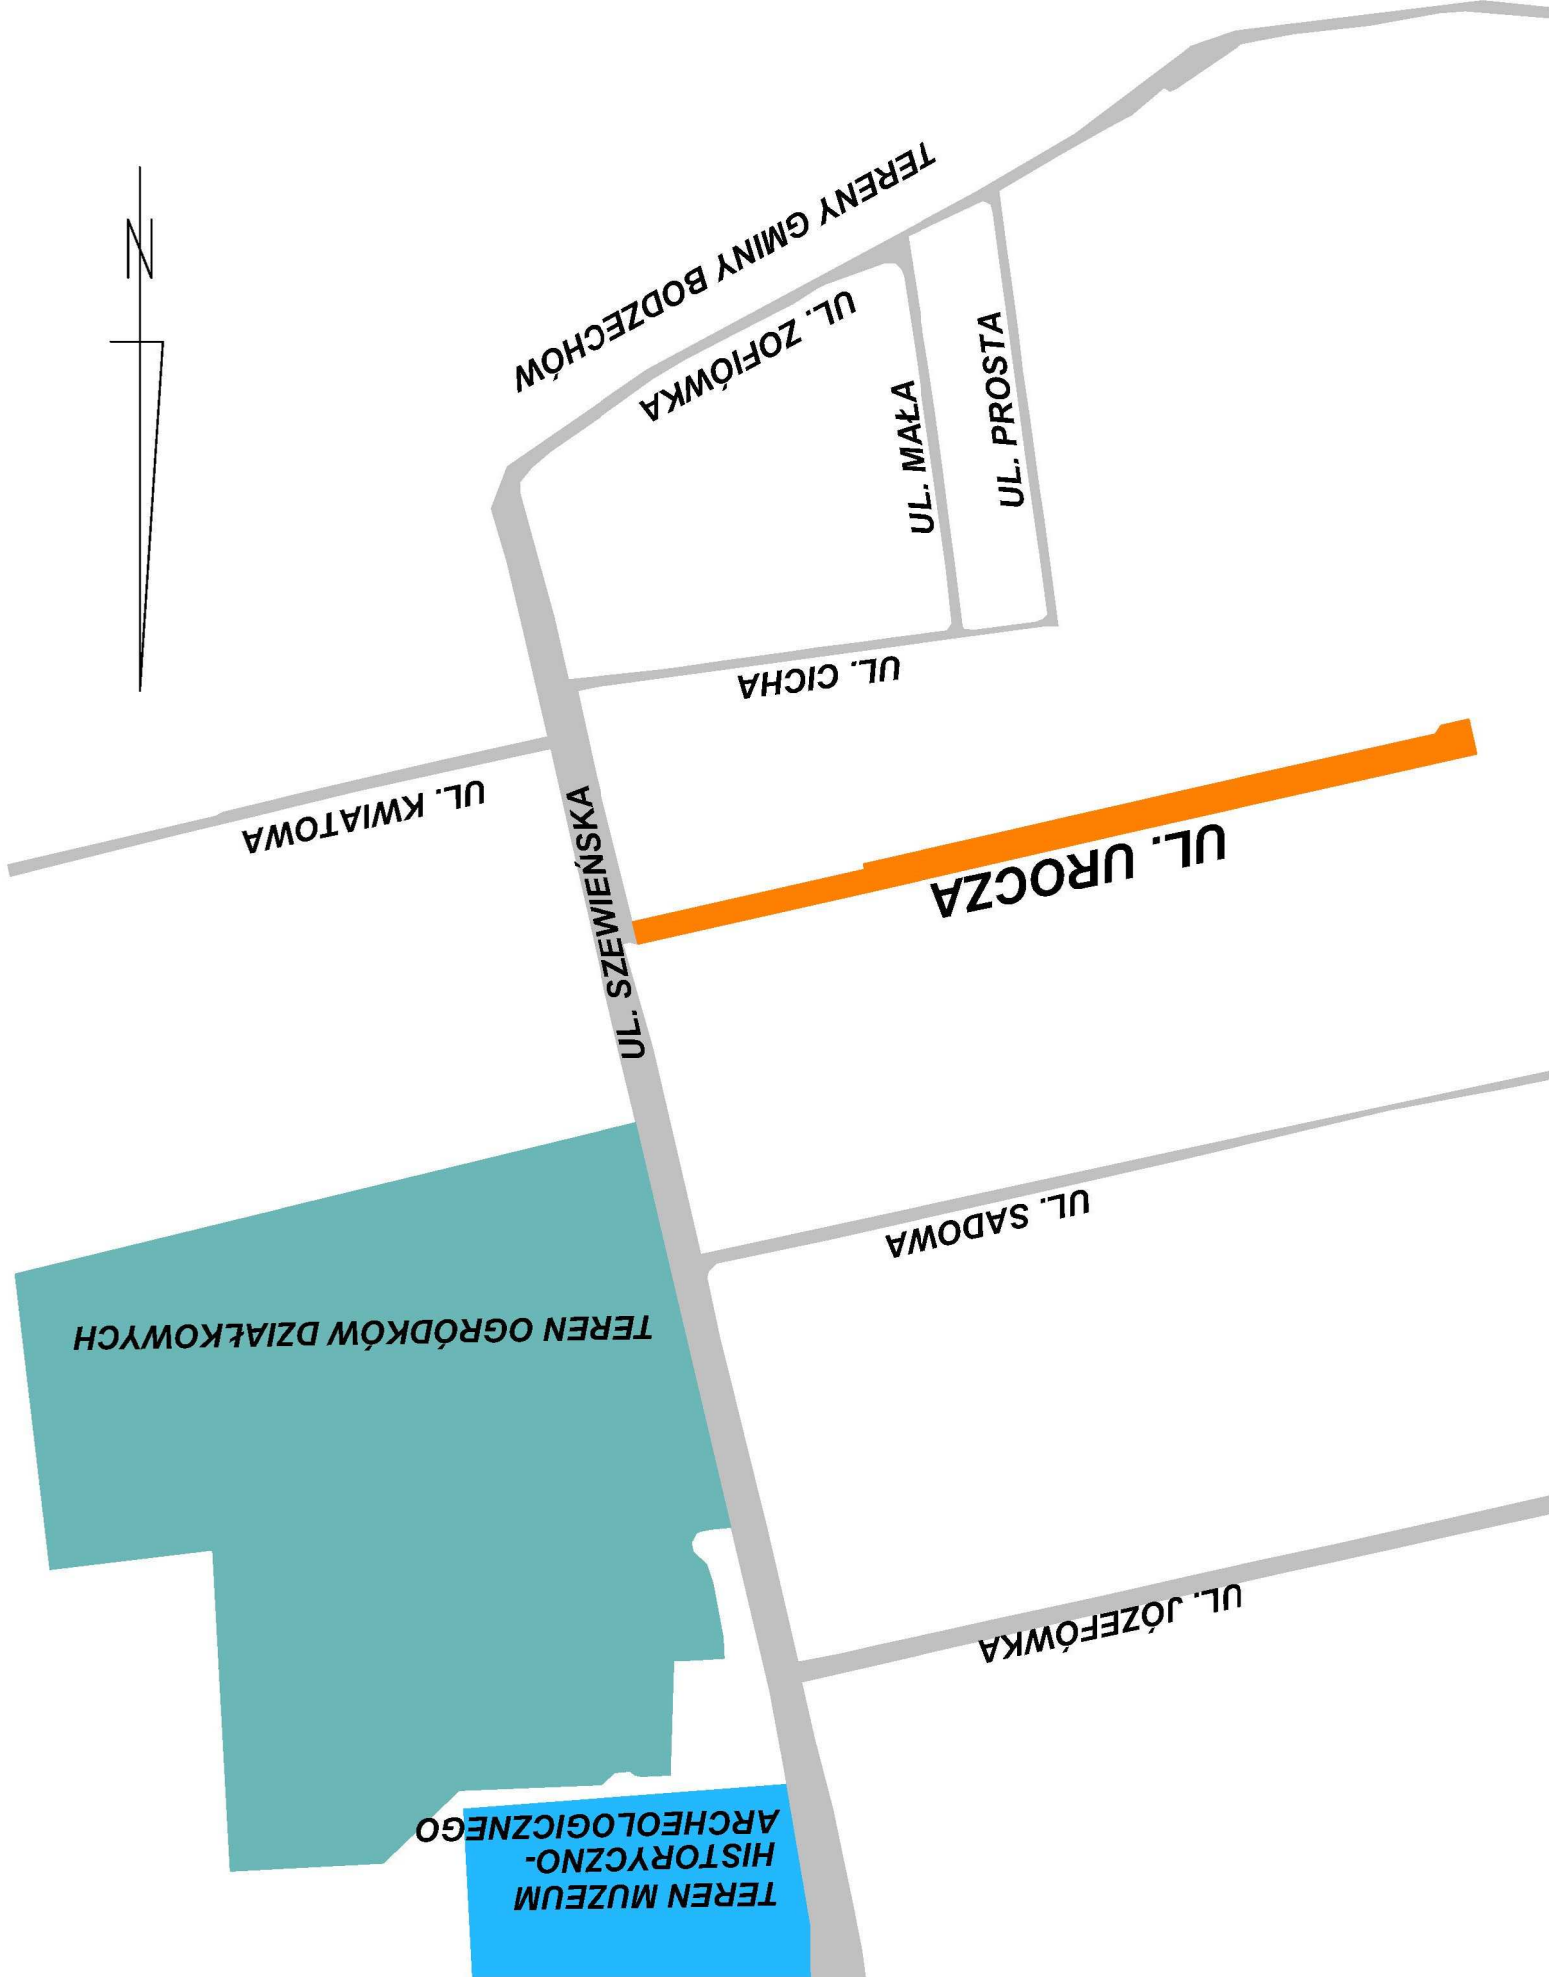 TEREN MUZEUM
HISTORYCZNO-
ARCHEOLOGICZNEGO
UL. JÓZEFÓWKA
TEREN OGRÓDKÓW DZIAŁKOWYCH
UL. SADOWA
UL. SZEWIEŃSKA
UL. UROCZA
UL. KWIATOWA
UL. CICHA
UL. PROSTA
UL. MAŁA
UL. ZOFIÓWKA
TERENY GMINY BODZECHÓW
N